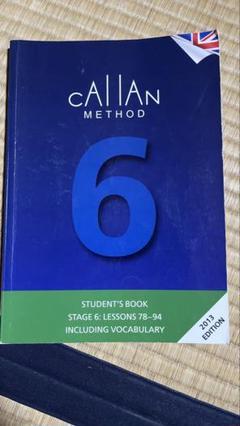 CALLAN
METHOD
6
STUDENT'S BOOK
STAGE 6: LESSONS 78–94
INCLUDING VOCABULARY
2013
EDITION